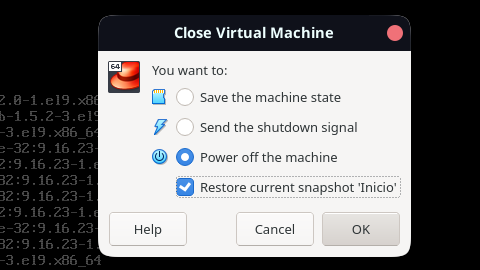 Close Virtual Machine
64
You want to:
Save the machine state
Send the shutdown signal
Power off the machine
Restore current snapshot 'Inicio'
Help
Cancel
OK
2.0-1.el9.x86
-1.5.2-3.el9
-3.el9.x86_64
e-32:9.16.23-1.e
32:9.16.23-1.el
9.16.23-1.e
32:9.16.23-1.e
e-32:9.16.23-1
2:9.16.23-1.
32:9.16.23-1.
-3.el9.x86_64